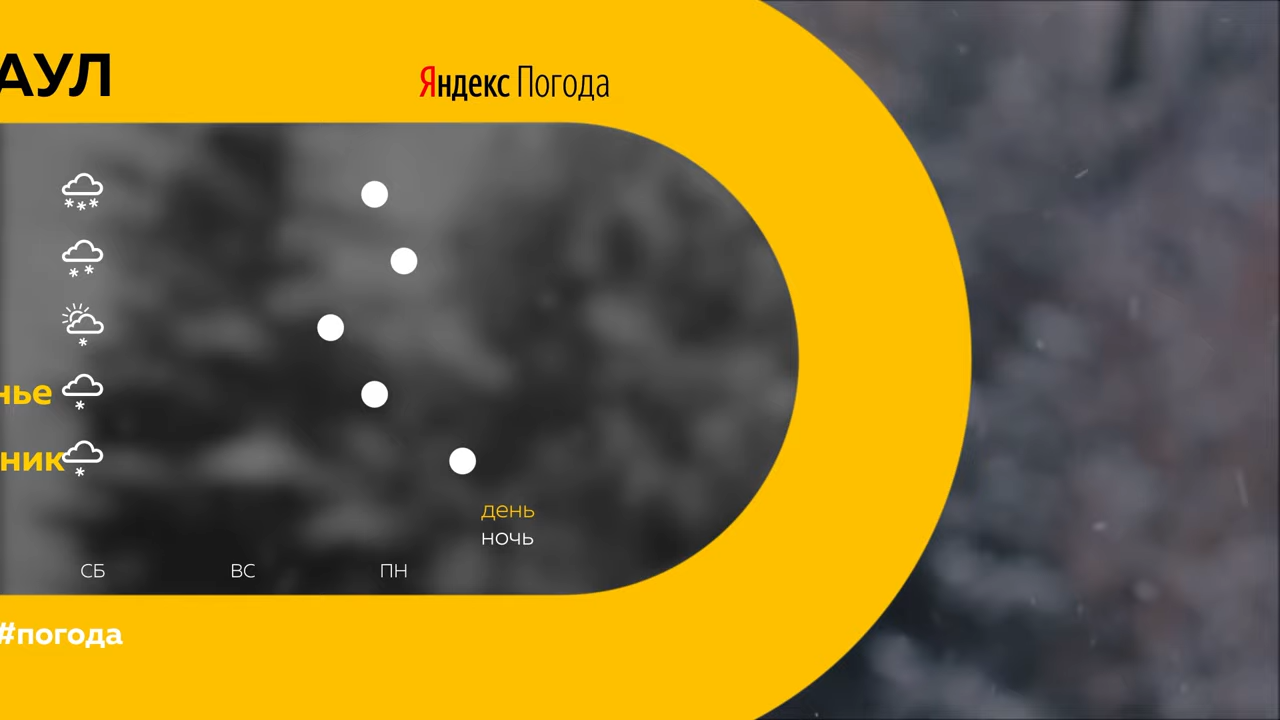 АУЛ
Яндекс Погода
нье
ник
день
ночь
СБ ВС ПН
#погода